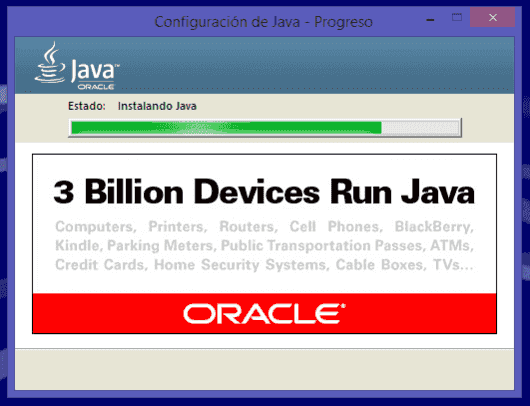 Configuración de Java - Progreso
Java™
ORACLE
Estado: Instalando Java
3 Billion Devices Run Java
Computers, Printers, Routers, Cell Phones, BlackBerry,
Kindle, Parking Meters, Public Transportation Passes, ATMs,
Credit Cards, Home Security Systems, Cable Boxes, TVs...
ORACLE®